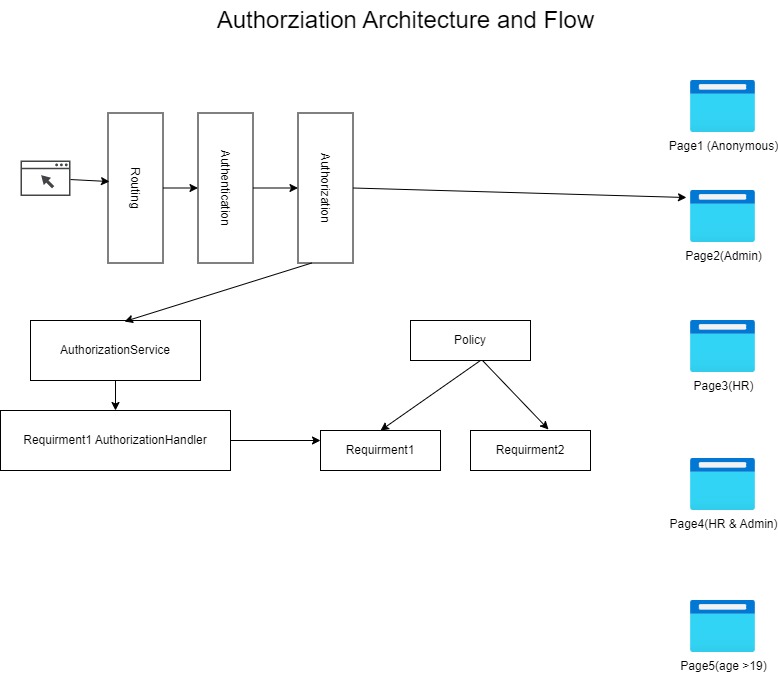 Authorziation Architecture and Flow
Page1 (Anonymous)
Routing
Authentication
Authorization
Page2(Admin)
AuthorizationService
Policy
Page3(HR)
Requirment1 AuthorizationHandler
Requirment1
Requirment2
Page4(HR & Admin)
Page5(age >19)